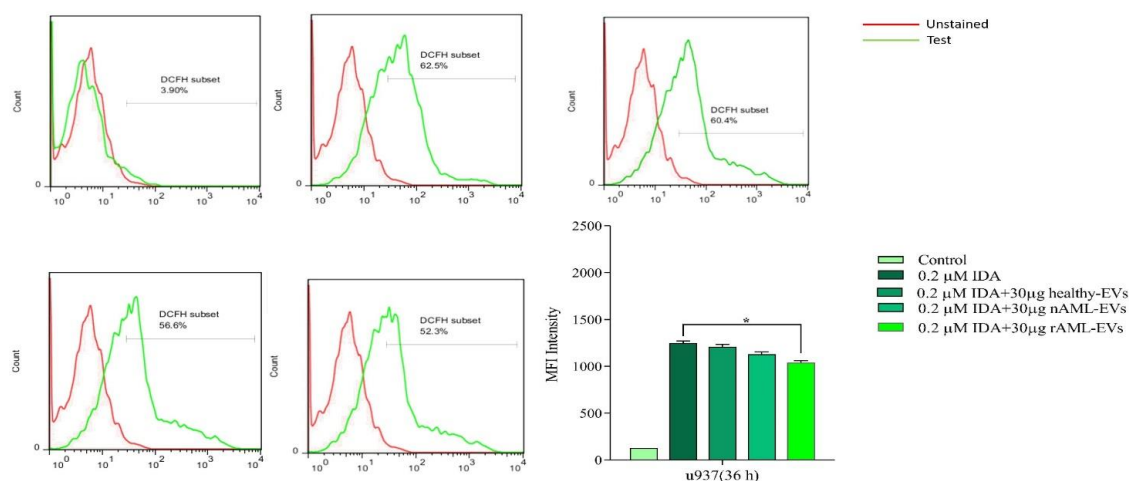 Count
DCFH subset
3.90%
0
10^0 10^1 10^2 10^3 10^4
Count
DCFH subset
62.5%
0
10^0 10^1 10^2 10^3 10^4
Count
DCFH subset
60.4%
0
10^0 10^1 10^2 10^3 10^4
Unstained
Test
Count
DCFH subset
56.6%
0
10^0 10^1 10^2 10^3 10^4
Count
DCFH subset
52.3%
0
10^0 10^1 10^2 10^3 10^4
MFI Intensity
2500
2000
1500
1000
500
0
*
u937(36 h)
Control
0.2 µM IDA
0.2 µM IDA+30µg healthy-EVs
0.2 µM IDA+30µg nAML-EVs
0.2 µM IDA+30µg rAML-EVs